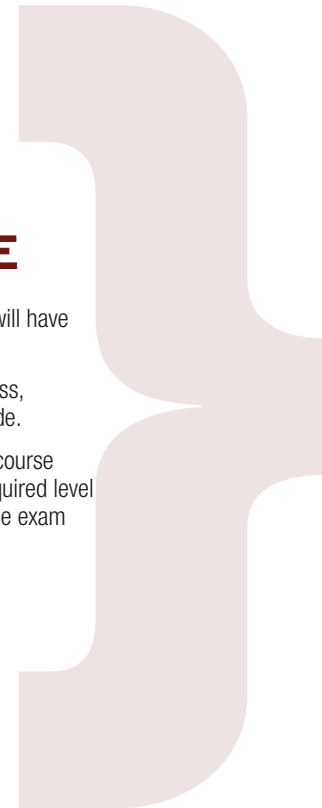 E
will have
ss,
de.
course
quired level
e exam